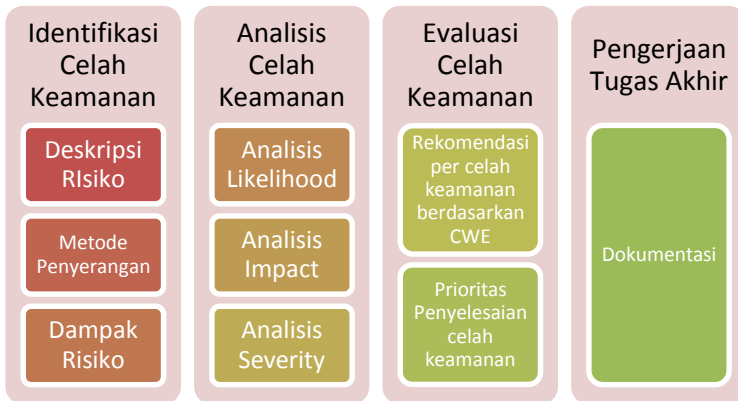 Identifikasi
Celah
Keamanan
Deskripsi
RIsiko
Metode
Penyerangan
Dampak
Risiko
Analisis
Celah
Keamanan
Analisis
Likelihood
Analisis
Impact
Analisis
Severity
Evaluasi
Celah
Keamanan
Rekomendasi
per celah
keamanan
berdasarkan
CWE
Prioritas
Penyelesaian
celah
keamanan
Pengerjaan
Tugas Akhir
Dokumentasi